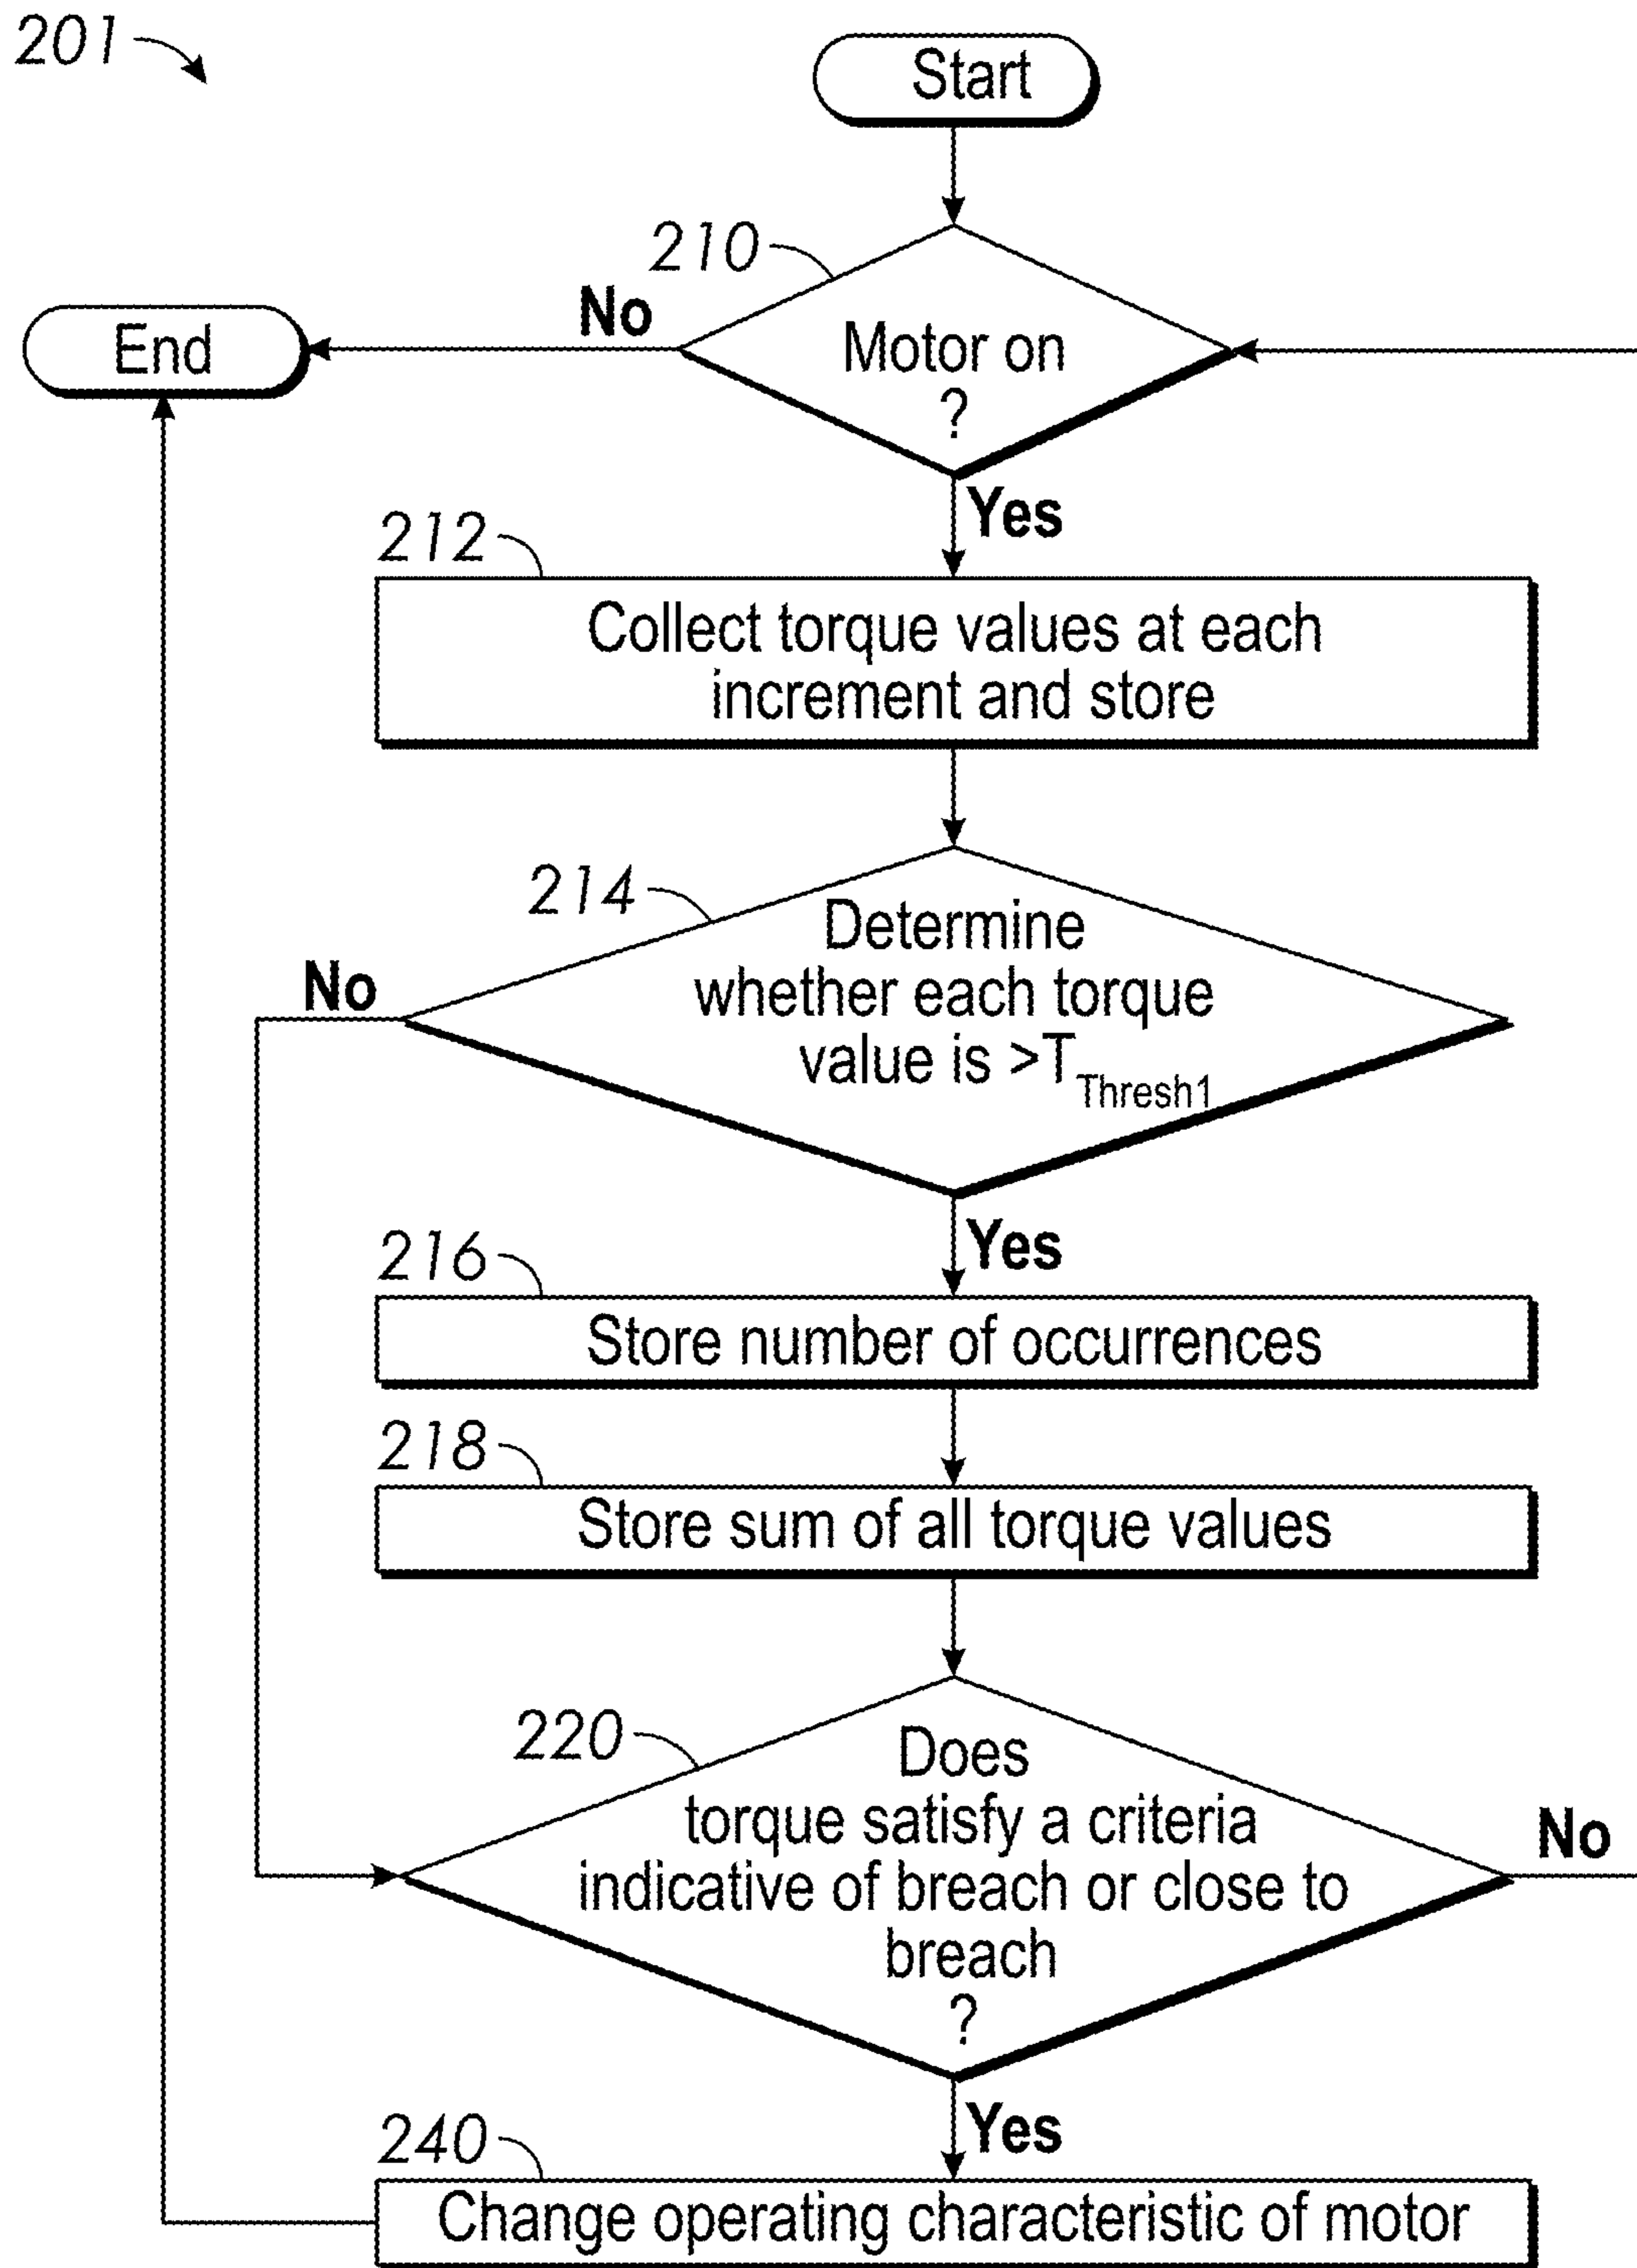 201
Start
210
No
End
Motor on
?
Yes
212
Collect torque values at each
increment and store
214
Determine
No
whether each torque
value is >T Thresh1
Yes
216
Store number of occurrences
218
Store sum of all torque values
220
Does
torque satisfy a criteria
No
indicative of breach or close to
breach
?
Yes
240
Change operating characteristic of motor